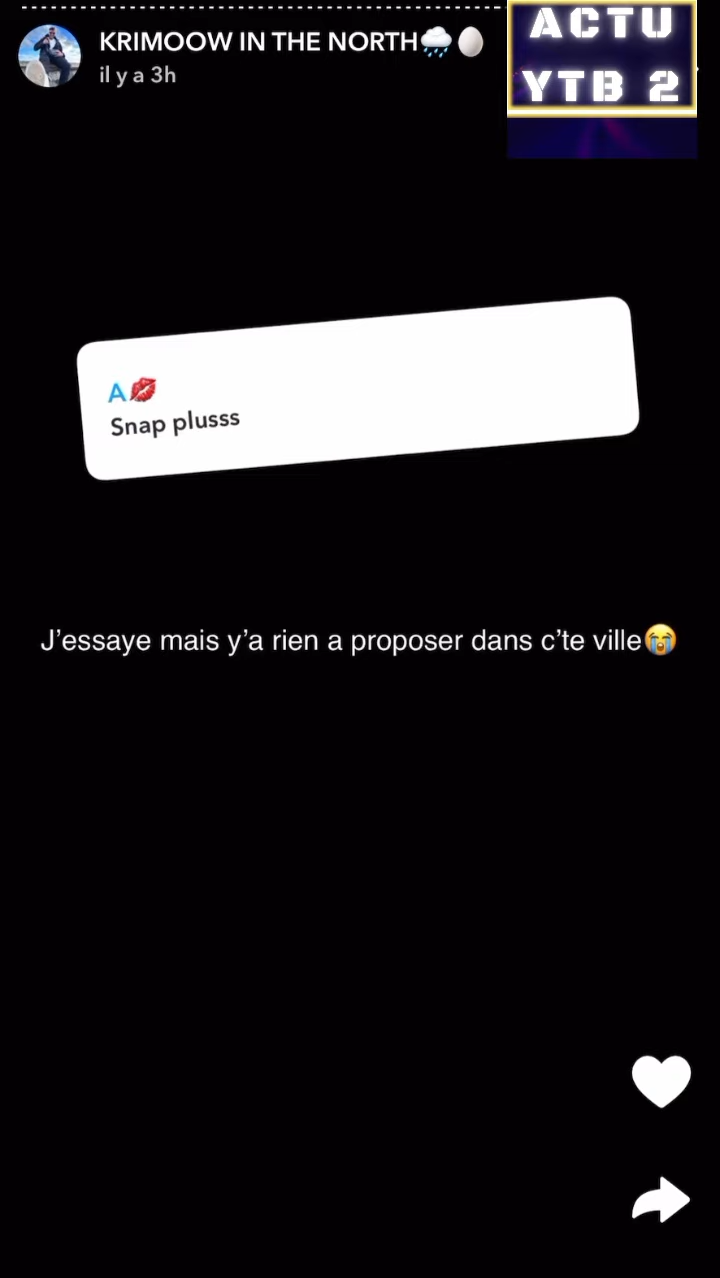 KRIMOOW IN THE NORTH🌧️🥚
il y a 3h
ACTU
YTB 2
A💋
Snap plusss
J'essaye mais y'a rien a proposer dans c'te ville😭